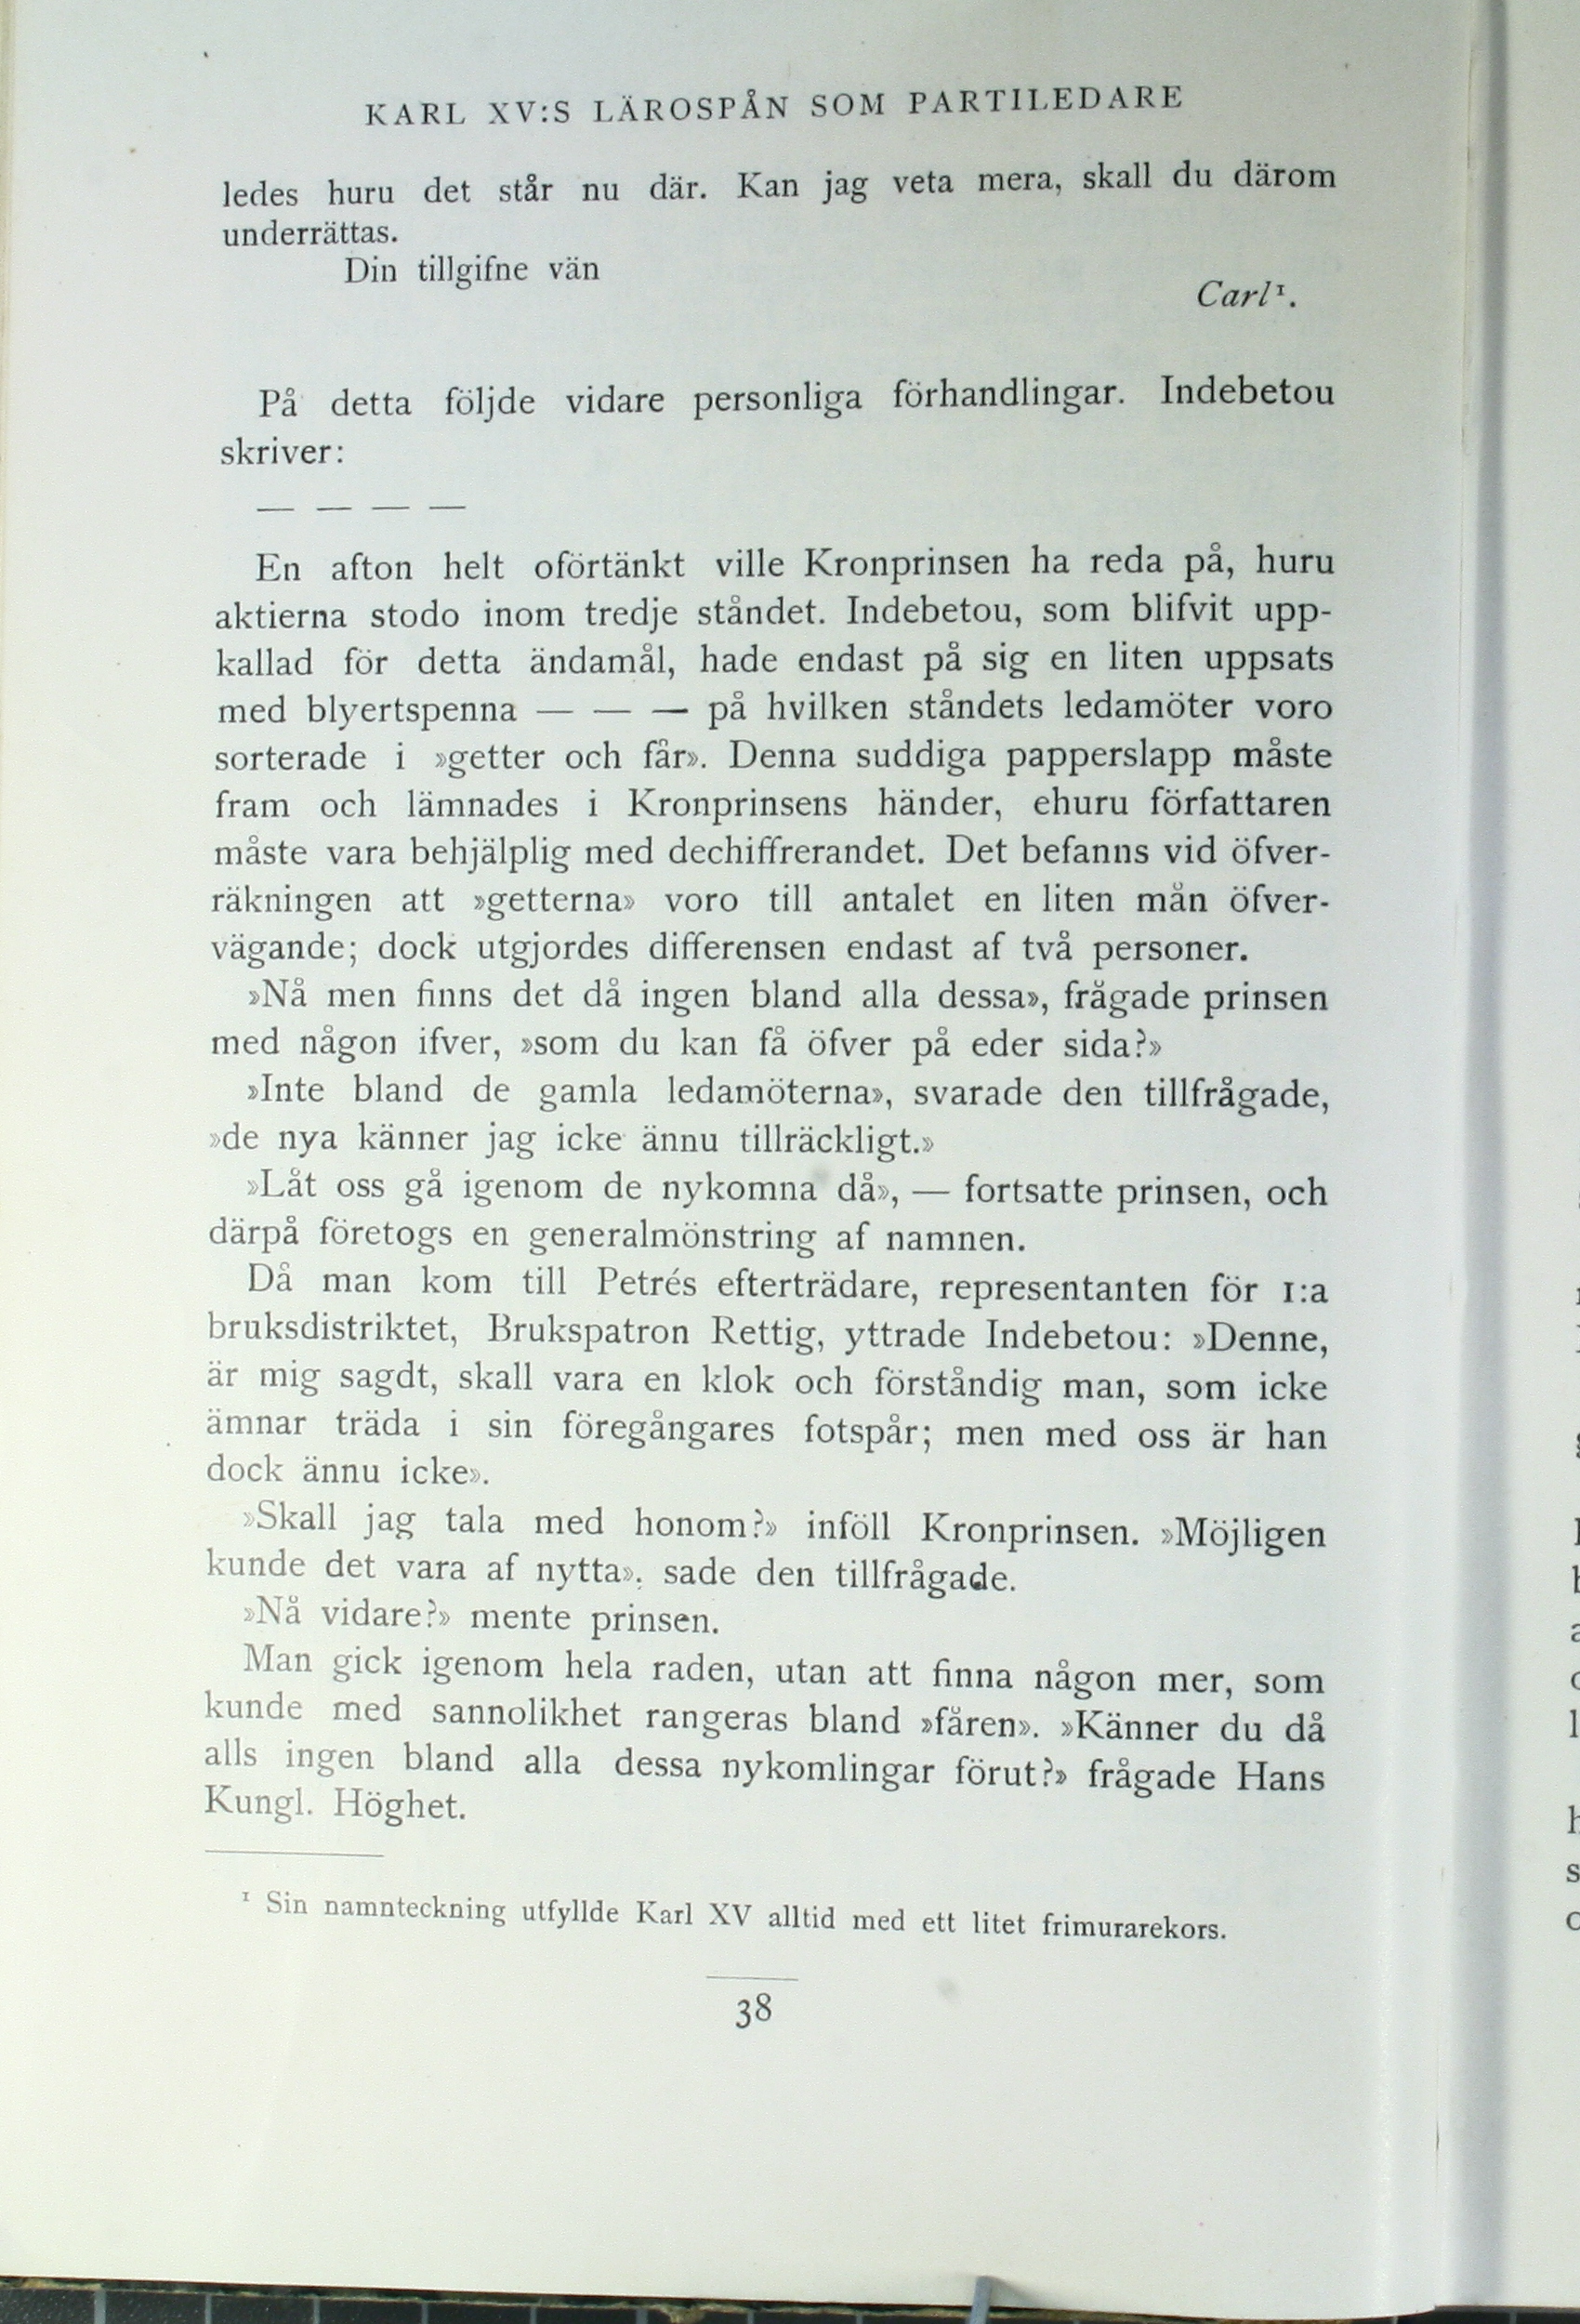 KARL XV:S LÄROSPÅN SOM PARTILEDARE
ledes huru det står nu där. Kan jag veta mera, skall du därom
underrättas.
Din tillgifne vän
Carl¹.
På detta följde vidare personliga förhandlingar. Indebetou
skriver:
— — — —
En afton helt oförtänkt ville Kronprinsen ha reda på, huru
aktierna stodo inom tredje ståndet. Indebetou, som blifvit upp-
kallad för detta ändamål, hade endast på sig en liten uppsats
med blyertspenna — — — på hvilken ståndets ledamöter voro
sorterade i »getter och får». Denna suddiga papperslapp måste
fram och lämnades i Kronprinsens händer, ehuru författaren
måste vara behjälplig med dechiffrerandet. Det befanns vid öfver-
räkningen att »getterna» voro till antalet en liten mån öfver-
vägande; dock utgjordes differensen endast af två personer.
»Nå men finns det då ingen bland alla dessa», frågade prinsen
med någon ifver, »som du kan få öfver på eder sida?»
»Inte bland de gamla ledamöterna», svarade den tillfrågade,
»de nya känner jag icke ännu tillräckligt.»
»Låt oss gå igenom de nykomna då», — fortsatte prinsen, och
därpå företogs en generalmönstring af namnen.
Då man kom till Petrés efterträdare, representanten för 1:a
bruksdistriktet, Brukspatron Rettig, yttrade Indebetou: »Denne,
är mig sagdt, skall vara en klok och förståndig man, som icke
ämnar träda i sin föregångares fotspår; men med oss är han
dock ännu icke».
»Skall jag tala med honom?» inföll Kronprinsen. »Möjligen
kunde det vara af nytta». sade den tillfrågade.
»Nå vidare?» mente prinsen.
Man gick igenom hela raden, utan att finna någon mer, som
kunde med sannolikhet rangeras bland »fåren». »Känner du då
alls ingen bland alla dessa nykomlingar förut?» frågade Hans
Kungl. Höghet.
¹ Sin namnteckning utfyllde Karl XV alltid med ett litet frimurarekors.
38